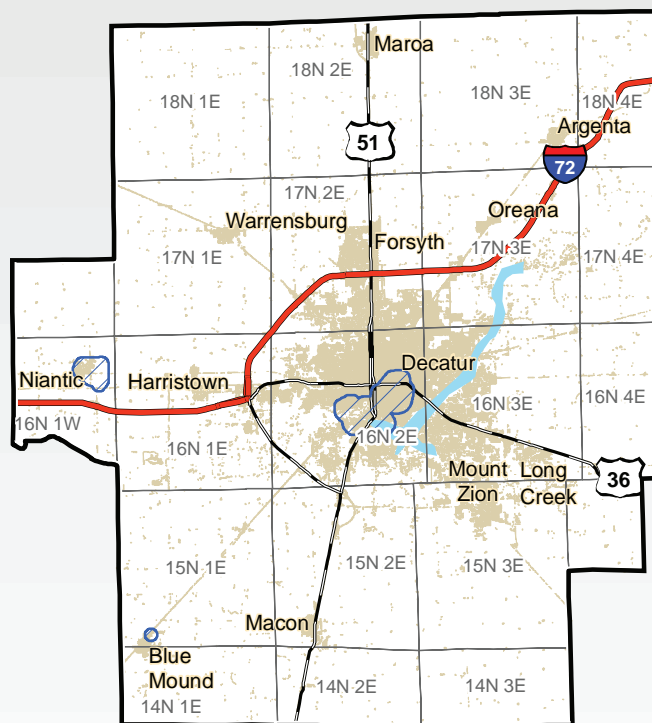 Maroa
18N 2E
18N 1E
18N 3E
18N 4E
Argenta
51
72
17N 2E
Oreana
Warrensburg
Forsyth
17N 3E
17N 1E
17N 4E
Decatur
Niantic
Harristown
16N 4E
16N 3E
16N 1W
16N 2E
16N 1E
Mount
Zion
Long
Creek
36
15N 2E
15N 1E
15N 3E
Macon
Blue
Mound
14N 2E
14N 3E
14N 1E